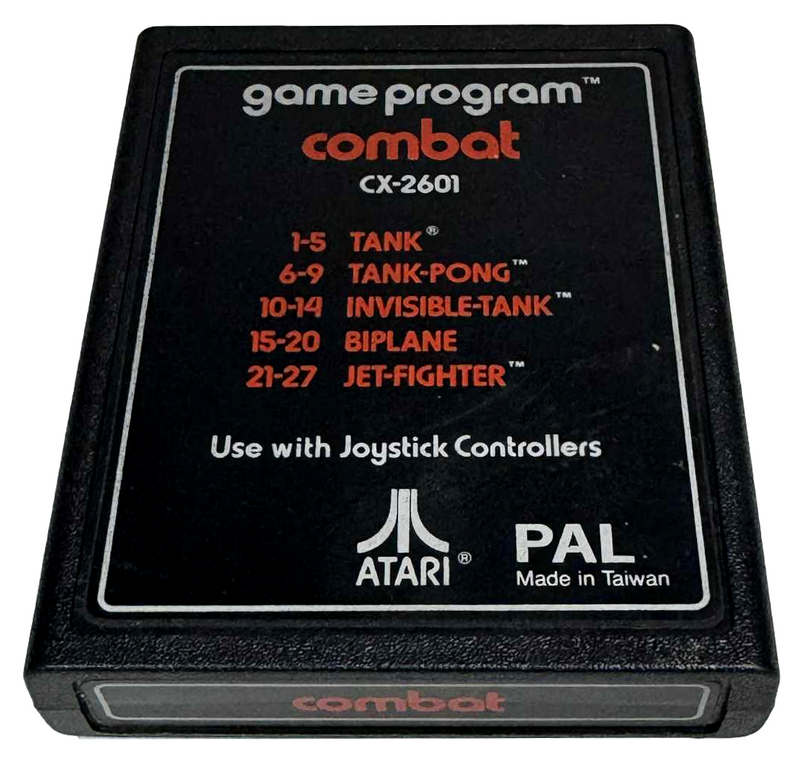 game program™
combat
CX-2601
1-5 TANK®
6-9 TANK-PONG™
10-14 INVISIBLE-TANK™
15-20 BIPLANE
21-27 JET-FIGHTER™
Use with Joystick Controllers
ATARI®
PAL
Made in Taiwan
combat